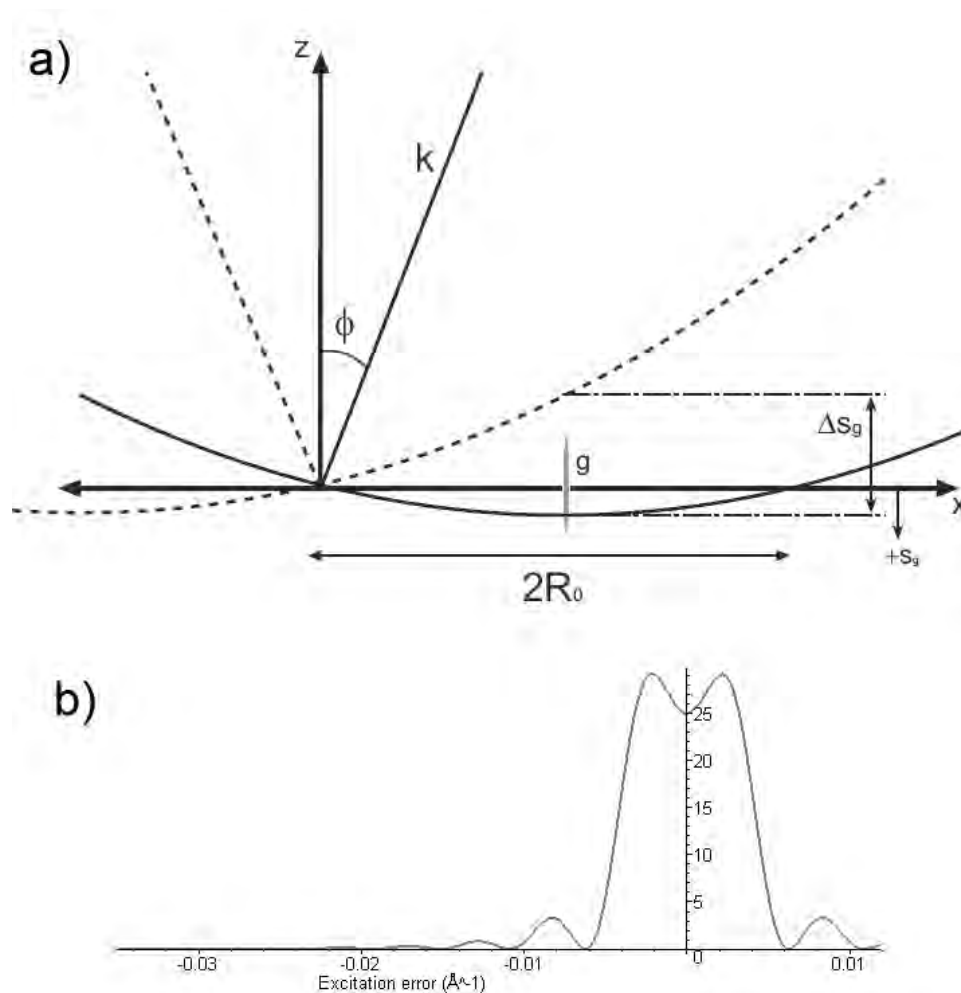 a)
z
k
ϕ
g
Δsg
x
+sg
2R₀
b)
25
20
15
10
5
-0.03
-0.02
-0.01
0
0.01
Excitation error (Å^-1)